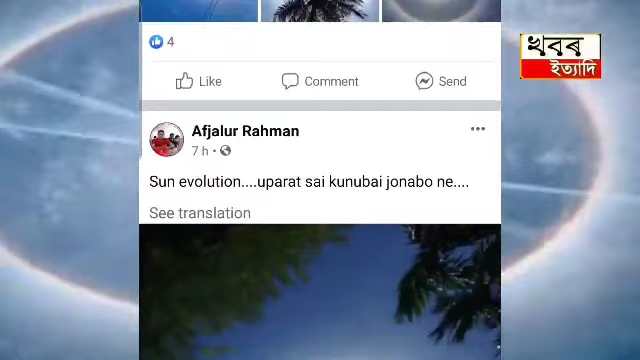 4
Like Comment Send
খবৰ
ইত্যাদি
Afjalur Rahman
7 h
Sun evolution....uparat sai kunubai jonabo ne....
See translation